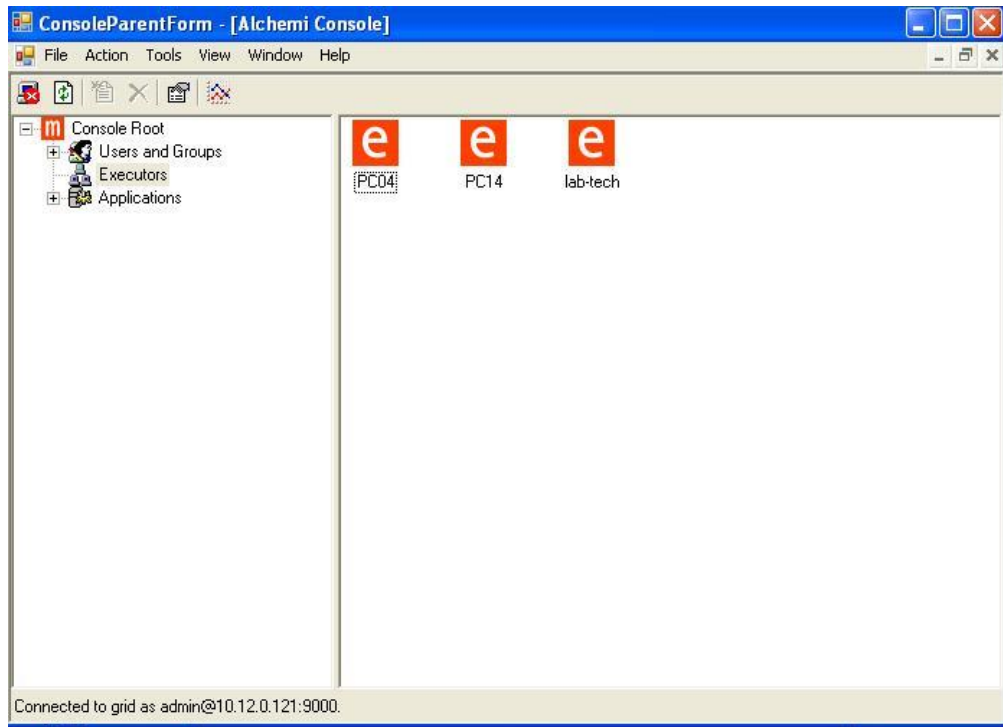 ConsoleParentForm - [Alchemi Console]
File Action Tools View Window Help
m Console Root
Users and Groups
Executors
Applications
e e e
PC04 PC14 lab-tech
Connected to grid as admin@10.12.0.121:9000.